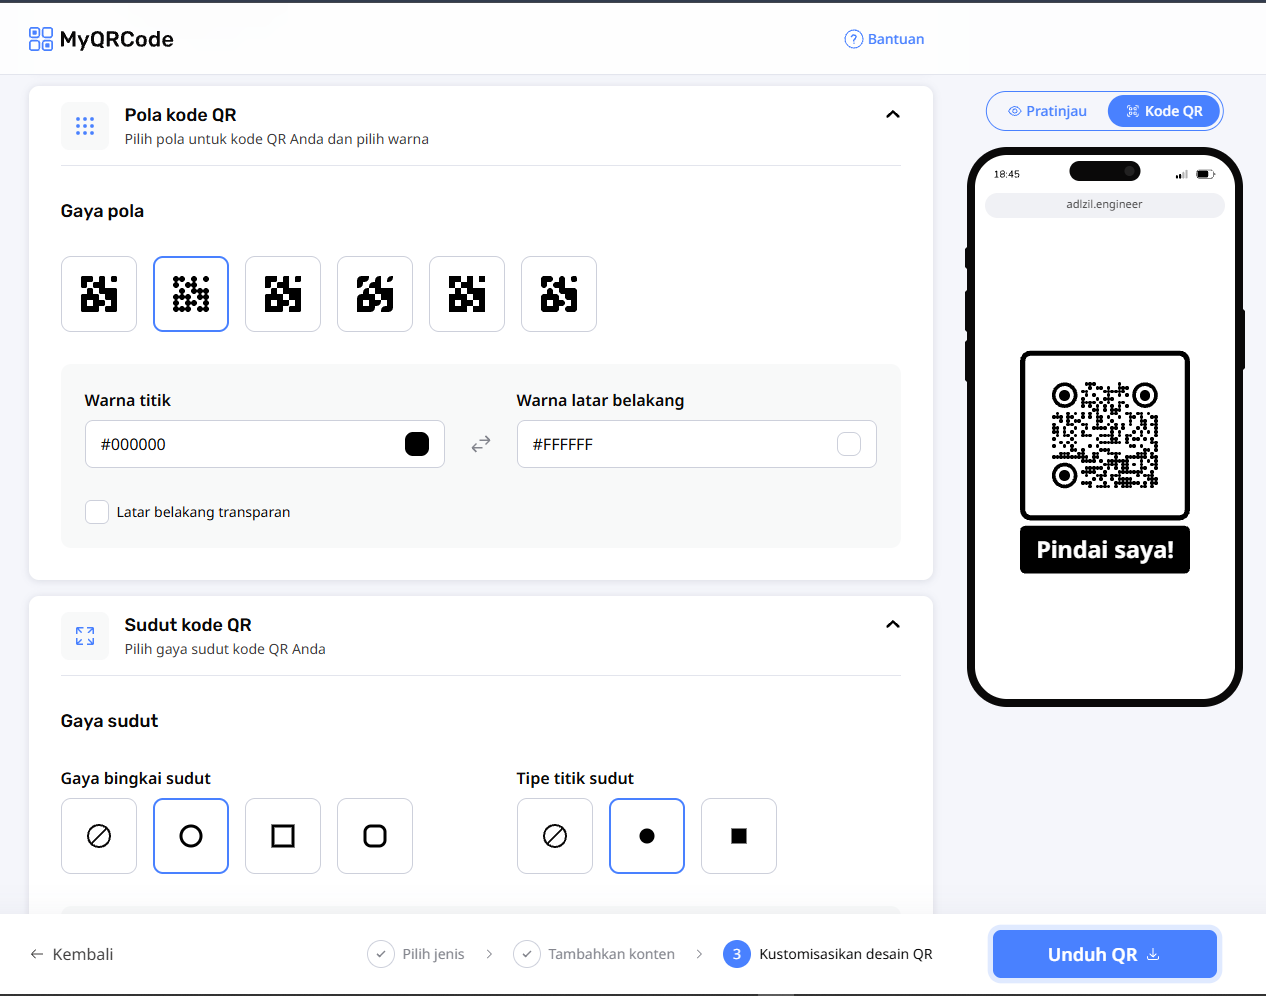 MyQRCode
Bantuan
Pola kode QR
Pilih pola untuk kode QR Anda dan pilih warna
Gaya pola
Warna titik
Warna latar belakang
#000000
#FFFFFF
Latar belakang transparan
Sudut kode QR
Pilih gaya sudut kode QR Anda
Gaya sudut
Gaya bingkai sudut
Tipe titik sudut
Pratinjau
Kode QR
18:45
adlzil.engineer
Pindai saya!
Kembali
Pilih jenis
Tambahkan konten
3 Kustomisasikan desain QR
Unduh QR